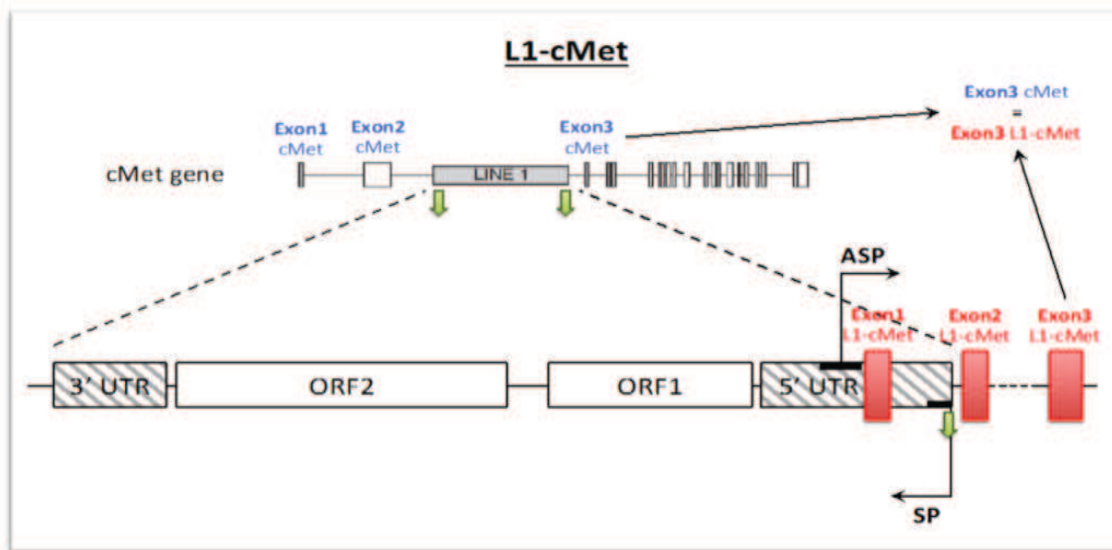 L1-cMet
Exon1
cMet
Exon2
cMet
Exon3
cMet
Exon3 cMet
=
Exon3 L1-cMet
cMet gene
LINE 1
ASP
Exon1
L1-cMet
Exon2
L1-cMet
Exon3
L1-cMet
3' UTR
ORF2
ORF1
5' UTR
SP